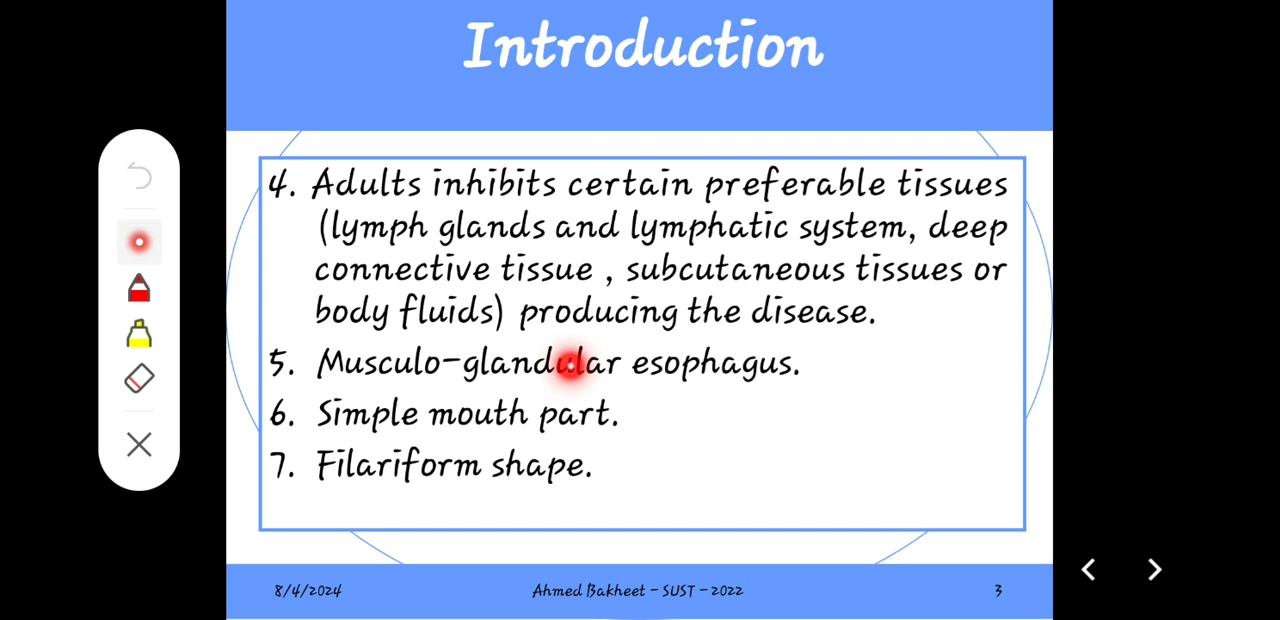 Introduction
4. Adults inhibits certain preferable tissues
(lymph glands and lymphatic system, deep
connective tissue , subcutaneous tissues or
body fluids) producing the disease.
5. Musculo-glandular esophagus.
6. Simple mouth part.
7. Filariform shape.
8/4/2024 Ahmed Bakheet - SUST - 2022 3